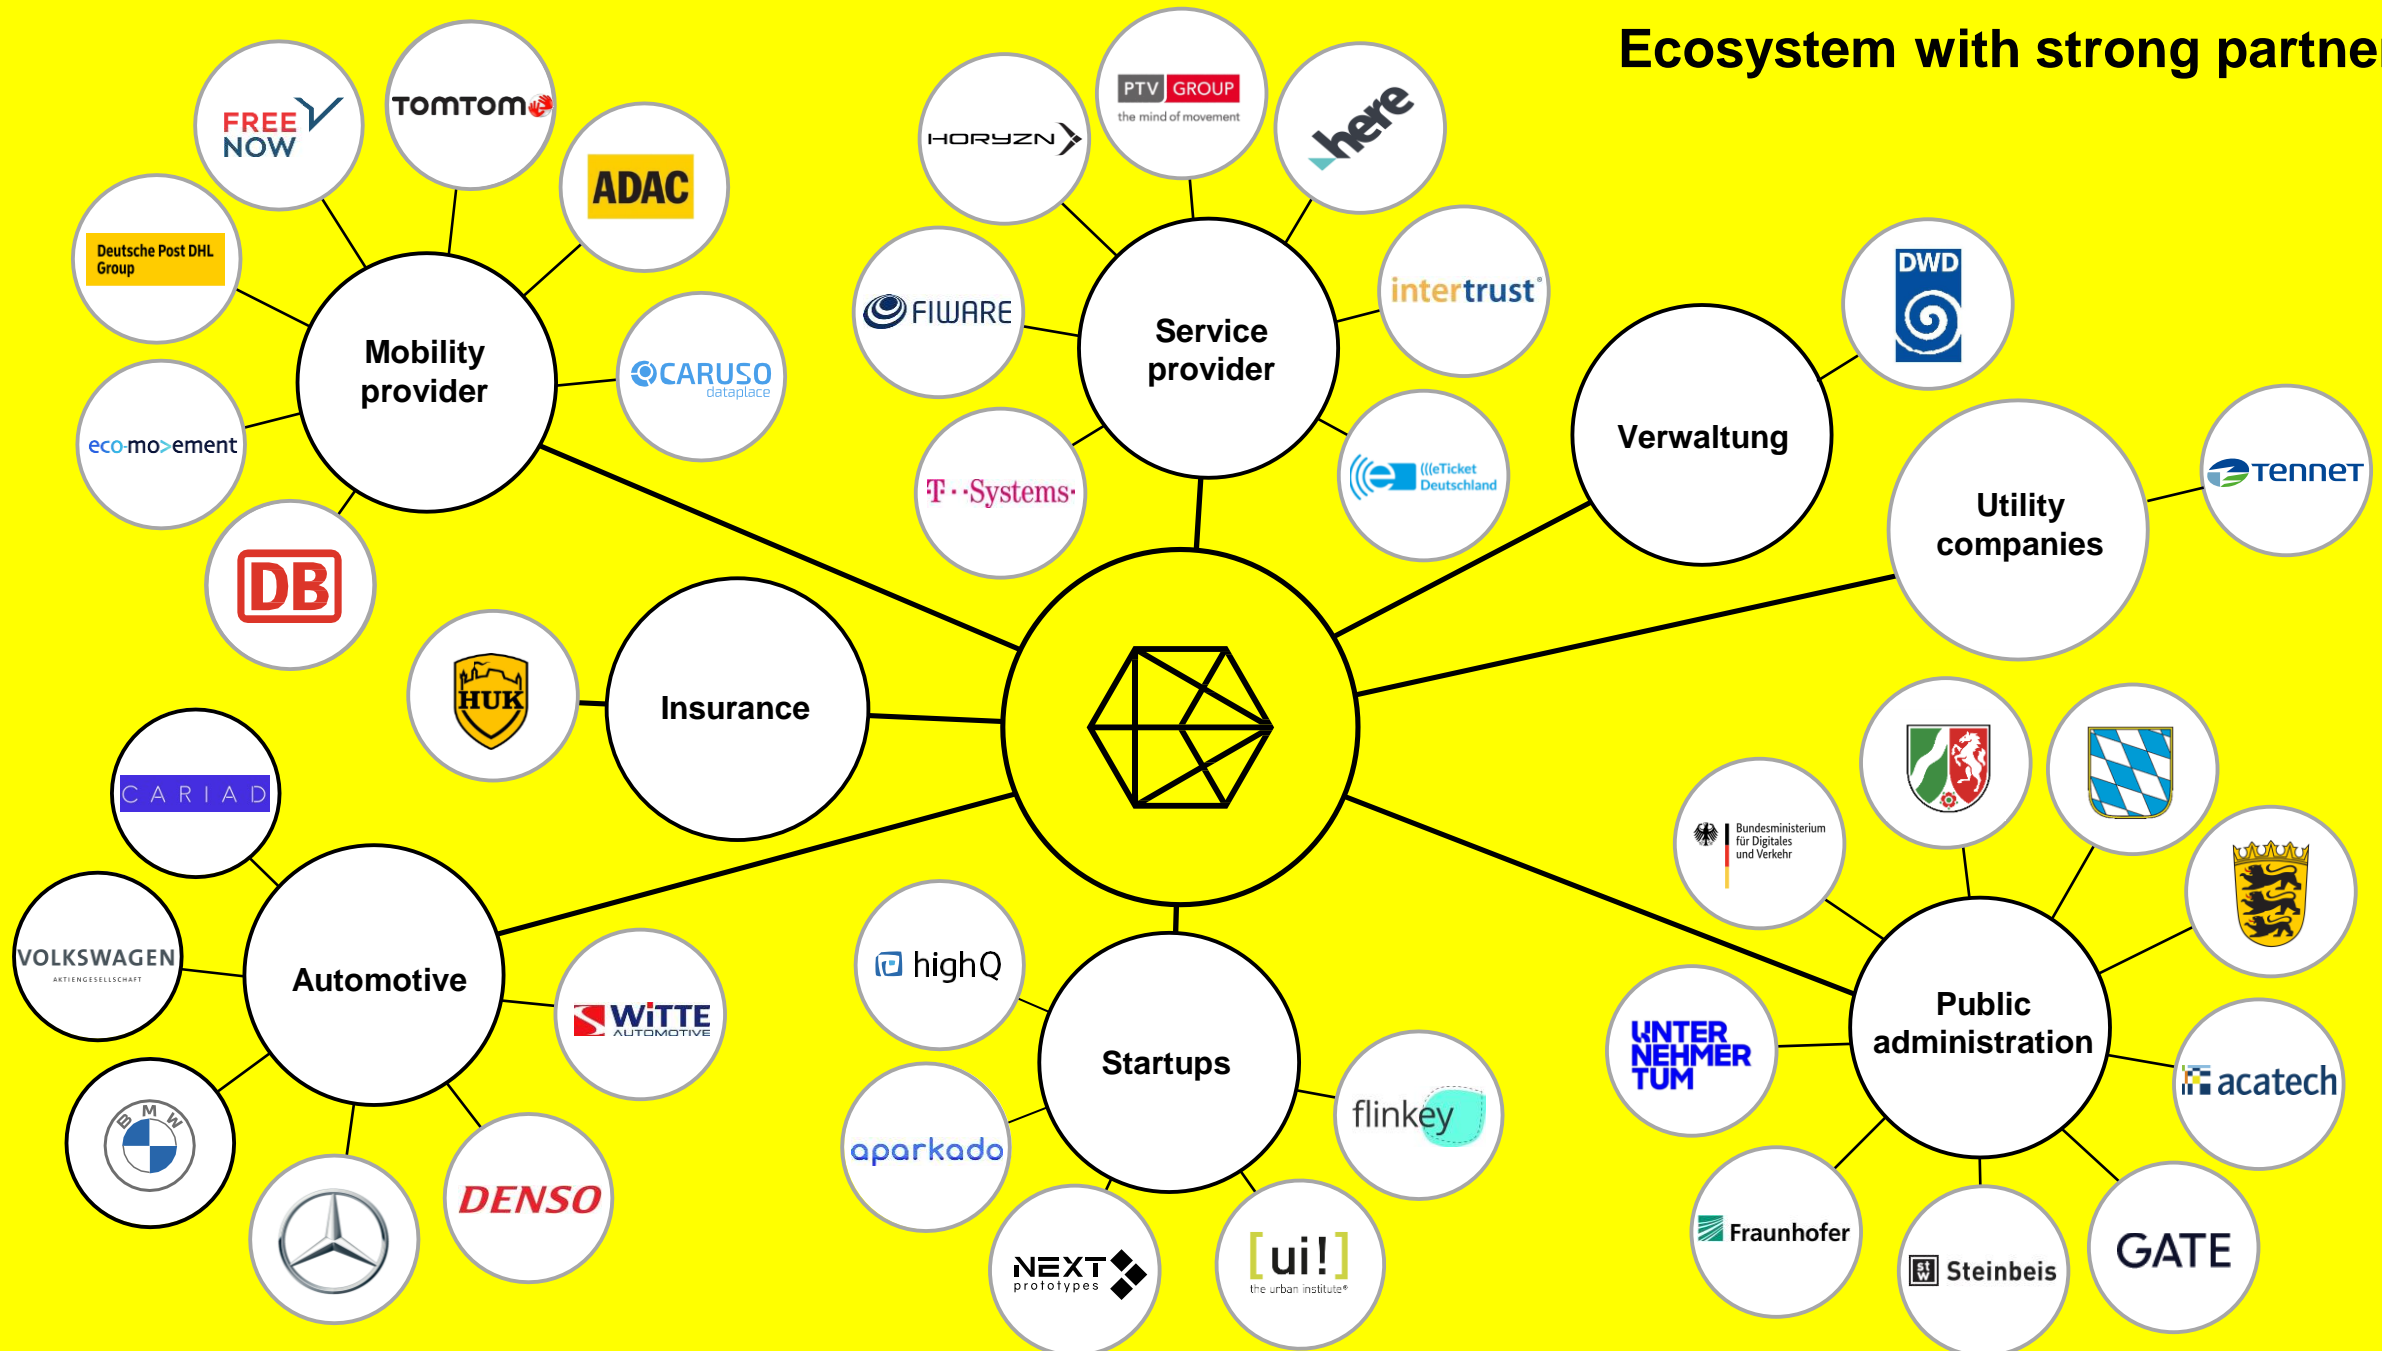 Ecosystem with strong partner
FREE
NOW
TOMTOM
ADAC
Deutsche Post DHL
Group
Mobility
provider
CARUSO
dataplace
eco-mo>ement
DB
HORYZN
PTV GROUP
the mind of movement
here
FIWARE
Service
provider
intertrust
T··Systems·
(((eTicket
Deutschland
DWD
Verwaltung
Utility
companies
TENNET
HUK
Insurance
CARIAD
VOLKSWAGEN
AKTIENGESELLSCHAFT
Automotive
WiTTE
AUTOMOTIVE
BMW
DENSO
highQ
Startups
aparkado
flinkey
NEXT
prototypes
[ui!]
the urban institute®
Bundesministerium
für Digitales
und Verkehr
UNTER
NEHMER
TUM
Public
administration
acatech
Fraunhofer
stw Steinbeis
GATE